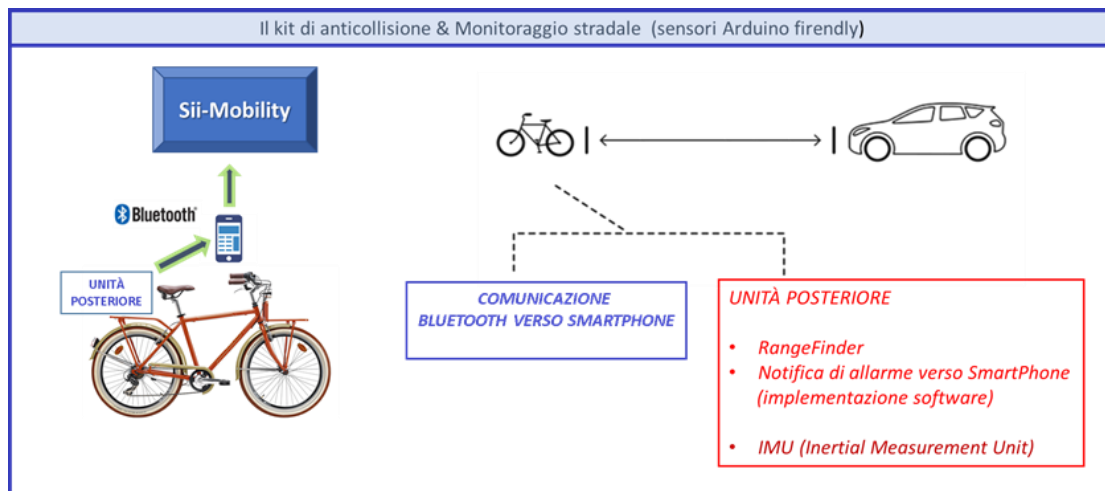 Il kit di anticollisione & Monitoraggio stradale (sensori Arduino firendly)
Sii-Mobility
Bluetooth®
UNITÀ
POSTERIORE
COMUNICAZIONE
BLUETOOTH VERSO SMARTPHONE
UNITÀ POSTERIORE
• RangeFinder
• Notifica di allarme verso SmartPhone
(implementazione software)
• IMU (Inertial Measurement Unit)